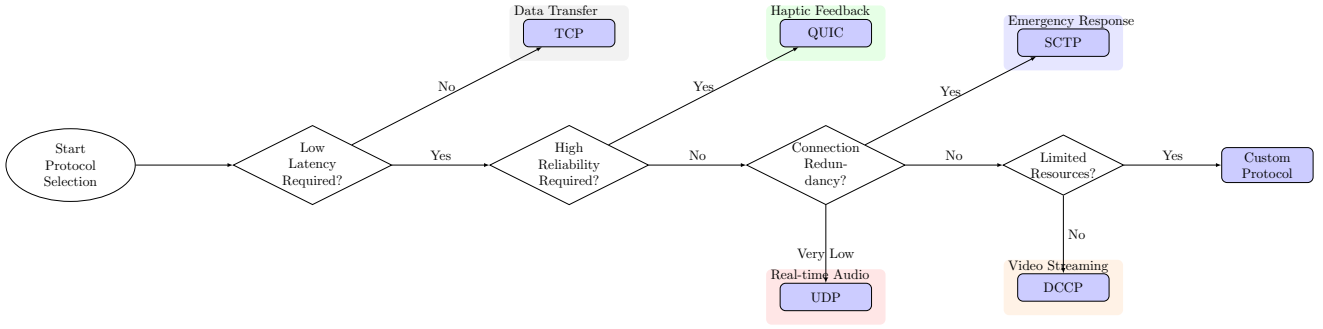 Data Transfer
TCP
Haptic Feedback
QUIC
Emergency Response
SCTP
No
Yes
Yes
Start
Protocol
Selection
Low
Latency
Required?
Yes
High
Reliability
Required?
No
Connection
Redun-
dancy?
No
Limited
Resources?
Yes
Custom
Protocol
Very Low
No
Real-time Audio
UDP
Video Streaming
DCCP